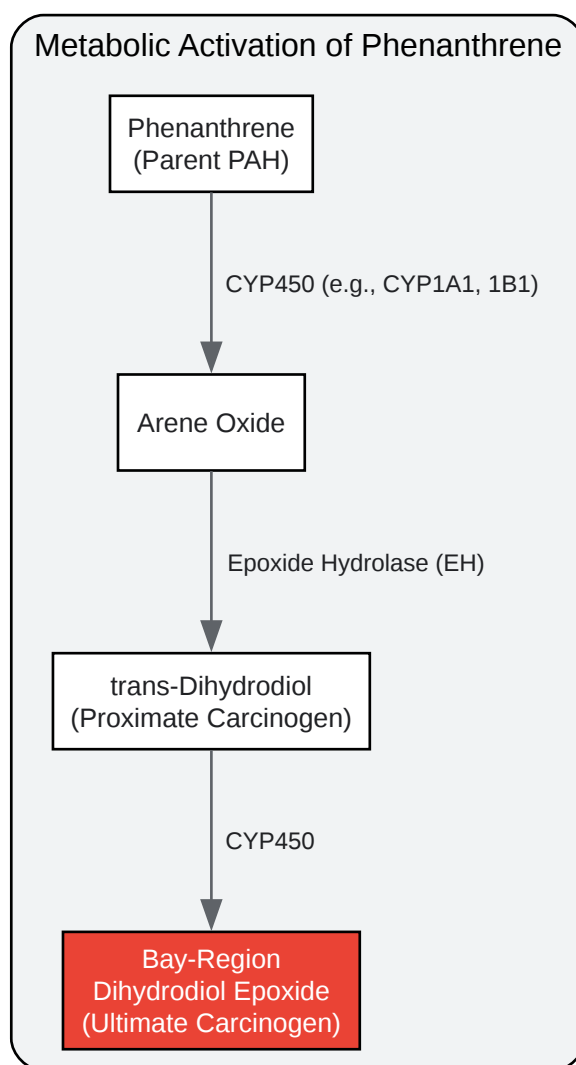 Metabolic Activation of Phenanthrene
Phenanthrene
(Parent PAH)
CYP450 (e.g., CYP1A1, 1B1)
Arene Oxide
Epoxide Hydrolase (EH)
trans-Dihydrodiol
(Proximate Carcinogen)
CYP450
Bay-Region
Dihydrodiol Epoxide
(Ultimate Carcinogen)